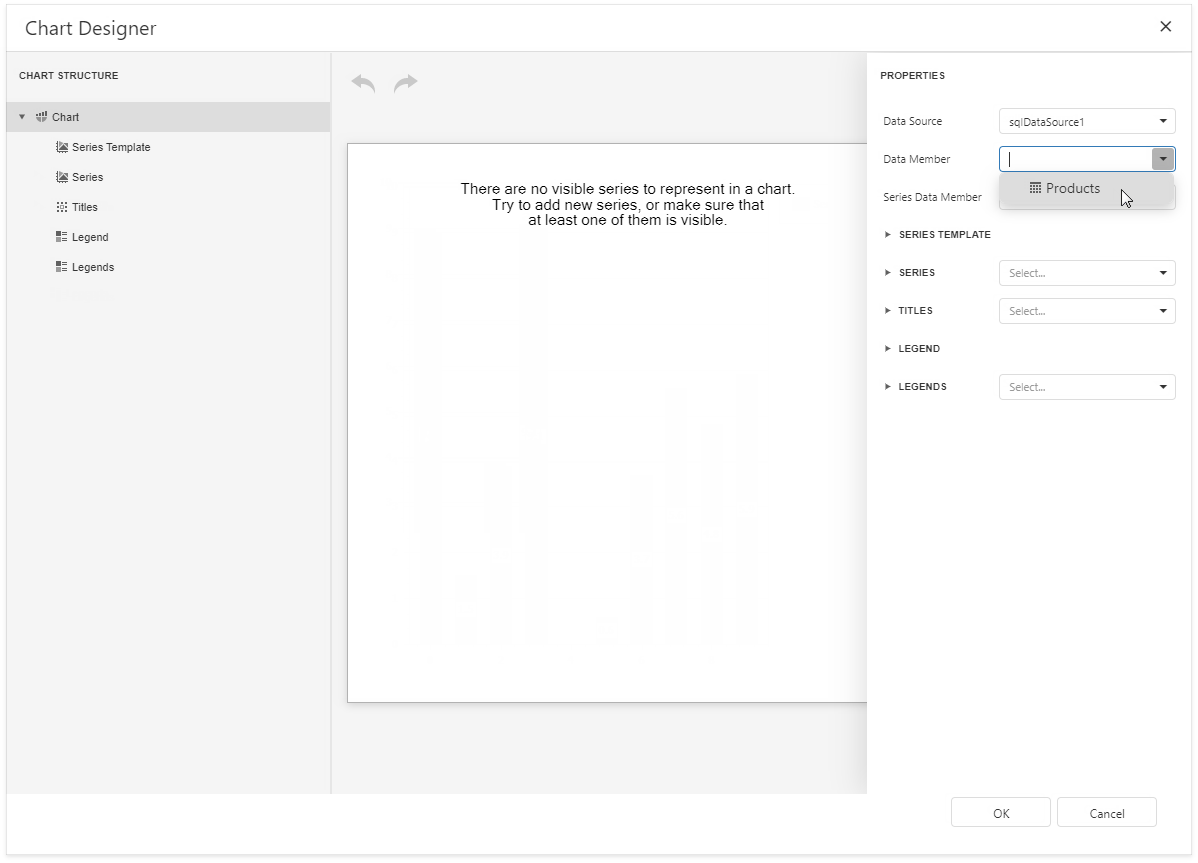 Chart Designer
CHART STRUCTURE
Chart
Series Template
Series
Titles
Legend
Legends
There are no visible series to represent in a chart.
Try to add new series, or make sure that
at least one of them is visible.
PROPERTIES
Data Source sqlDataSource1
Data Member
Products
Series Data Member
SERIES TEMPLATE
SERIES Select...
TITLES Select...
LEGEND
LEGENDS Select...
OK Cancel